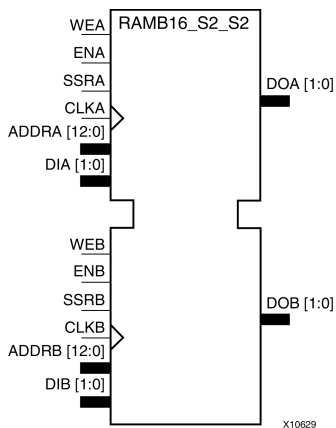 RAMB16_S2_S2
WEA
ENA
SSRA
CLKA
ADDRA [12:0]
DIA [1:0]
DOA [1:0]
WEB
ENB
SSRB
CLKB
ADDRB [12:0]
DIB [1:0]
DOB [1:0]
X10629